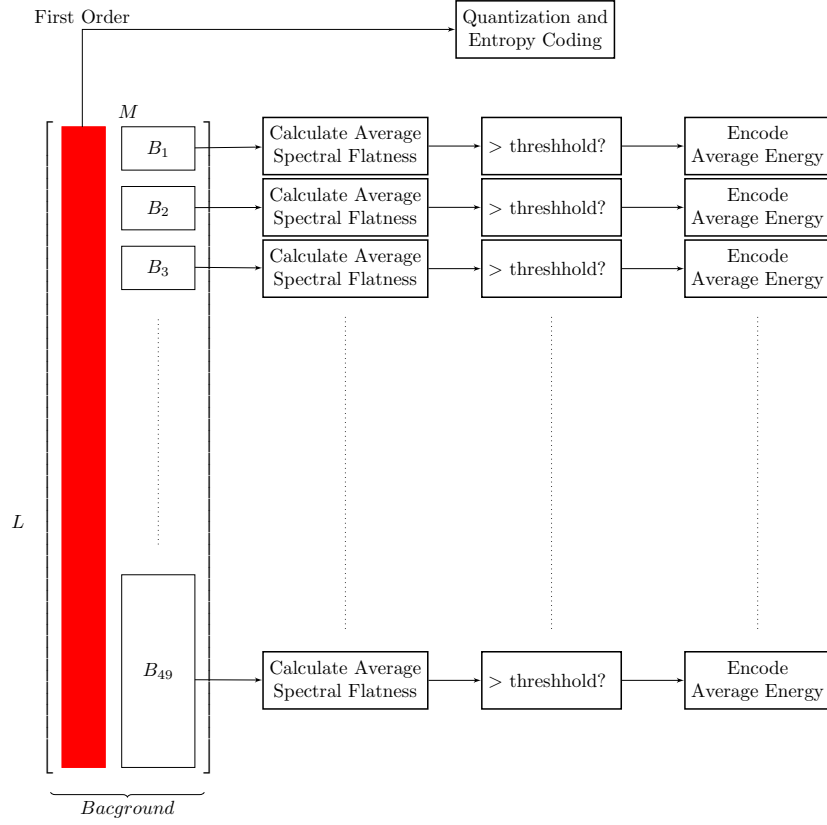 First Order
Quantization and
Entropy Coding
M
B1
Calculate Average
Spectral Flatness
> threshhold?
Encode
Average Energy
B2
Calculate Average
Spectral Flatness
> threshhold?
Encode
Average Energy
B3
Calculate Average
Spectral Flatness
> threshhold?
Encode
Average Energy
L
B49
Calculate Average
Spectral Flatness
> threshhold?
Encode
Average Energy
Bacground